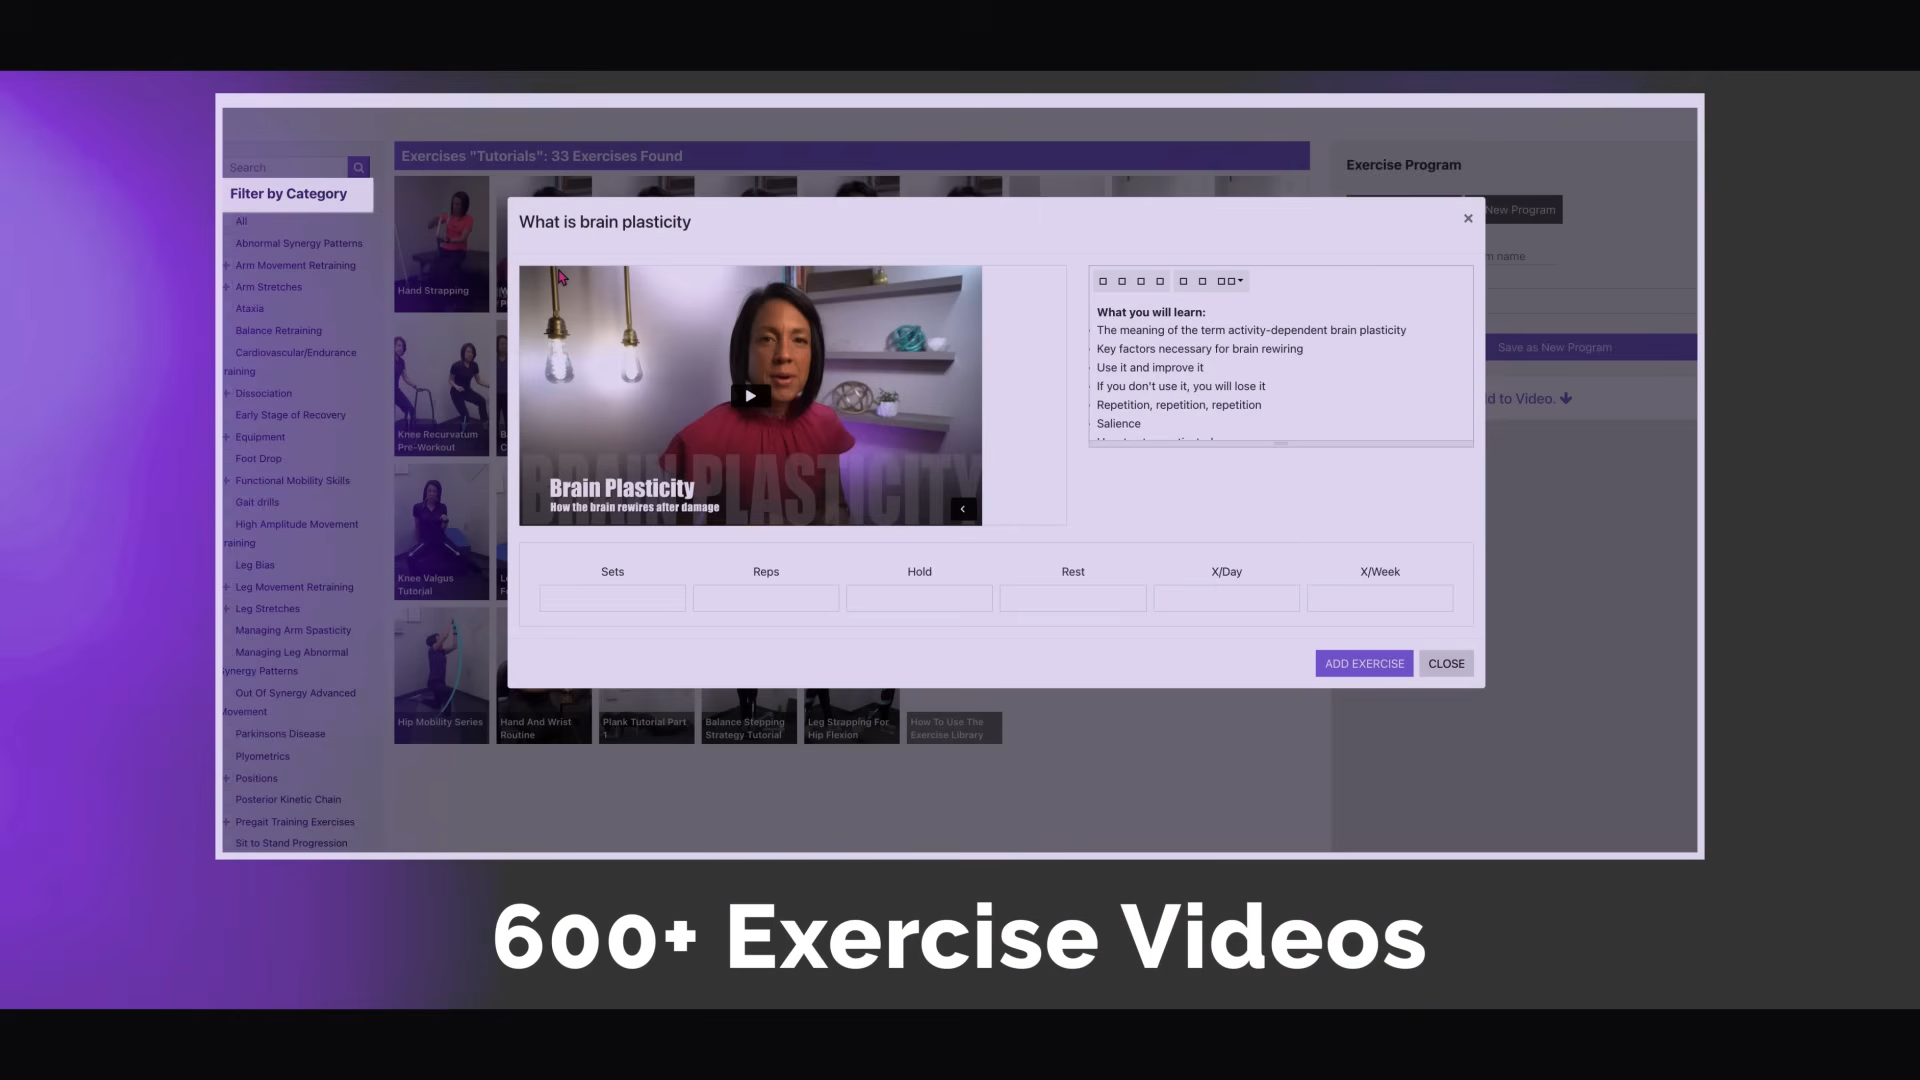 Search
Filter by Category
All
Abnormal Synergy Patterns
Arm Movement Retraining
Arm Stretches
Ataxia
Balance Retraining
Cardiovascular/Endurance
raining
Dissociation
Early Stage of Recovery
Equipment
Foot Drop
Functional Mobility Skills
Gait drills
High Amplitude Movement
raining
Leg Bias
Leg Movement Retraining
Leg Stretches
Managing Arm Spasticity
Managing Leg Abnormal
Synergy Patterns
Out Of Synergy Advanced
Movement
Parkinsons Disease
Plyometrics
Positions
Posterior Kinetic Chain
Pregait Training Exercises
Sit to Stand Progression
Exercises "Tutorials": 33 Exercises Found
Hand Strapping
Knee Recurvatum
Pre-Workout
Knee Valgus
Tutorial
Hip Mobility Series
Hand And Wrist
Routine
Plank Tutorial Part
1
Balance Stepping
Strategy Tutorial
Leg Strapping For
Hip Flexion
How To Use The
Exercise Library
What is brain plasticity
×
BRAIN PLASTICITY
Brain Plasticity
How the brain rewires after damage
What you will learn:
The meaning of the term activity-dependent brain plasticity
Key factors necessary for brain rewiring
Use it and improve it
If you don't use it, you will lose it
Repetition, repetition, repetition
Salience
Sets Reps Hold Rest X/Day X/Week
ADD EXERCISE CLOSE
Exercise Program
New Program
name
Save as New Program
d to Video.
600+ Exercise Videos